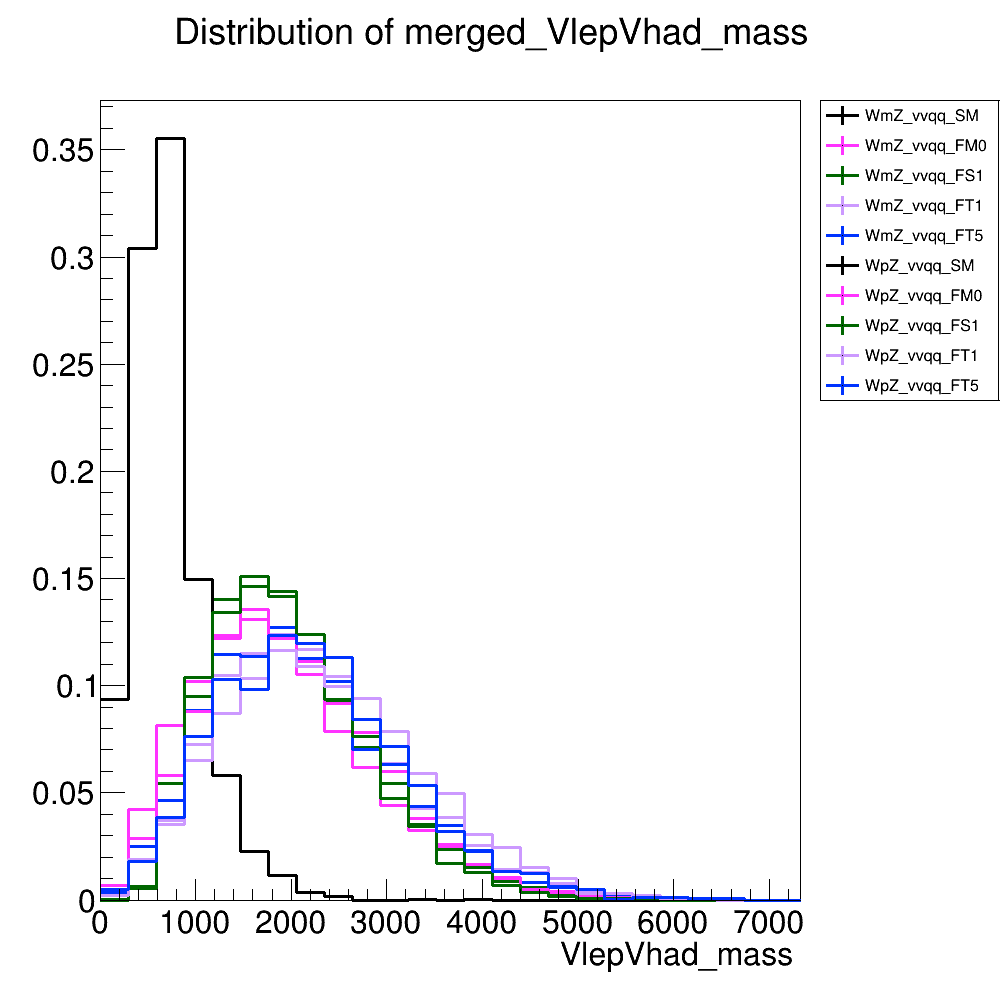 Distribution of merged_VlepVhad_mass
WmZ_vvqq_SM
WmZ_vvqq_FM0
WmZ_vvqq_FS1
WmZ_vvqq_FT1
WmZ_vvqq_FT5
WpZ_vvqq_SM
WpZ_vvqq_FM0
WpZ_vvqq_FS1
WpZ_vvqq_FT1
WpZ_vvqq_FT5
0.35
0.3
0.25
0.2
0.15
0.1
0.05
0
0 1000 2000 3000 4000 5000 6000 7000
VlepVhad_mass